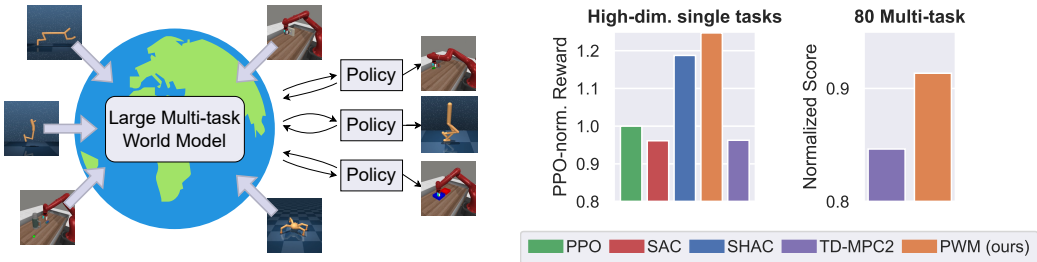 Large Multi-task
World Model
Policy
Policy
Policy
High-dim. single tasks
PPO-norm. Reward
1.2
1.0
0.9
0.8
80 Multi-task
Normalized Score
0.9
0.8
PPO
SAC
SHAC
TD-MPC2
PWM (ours)